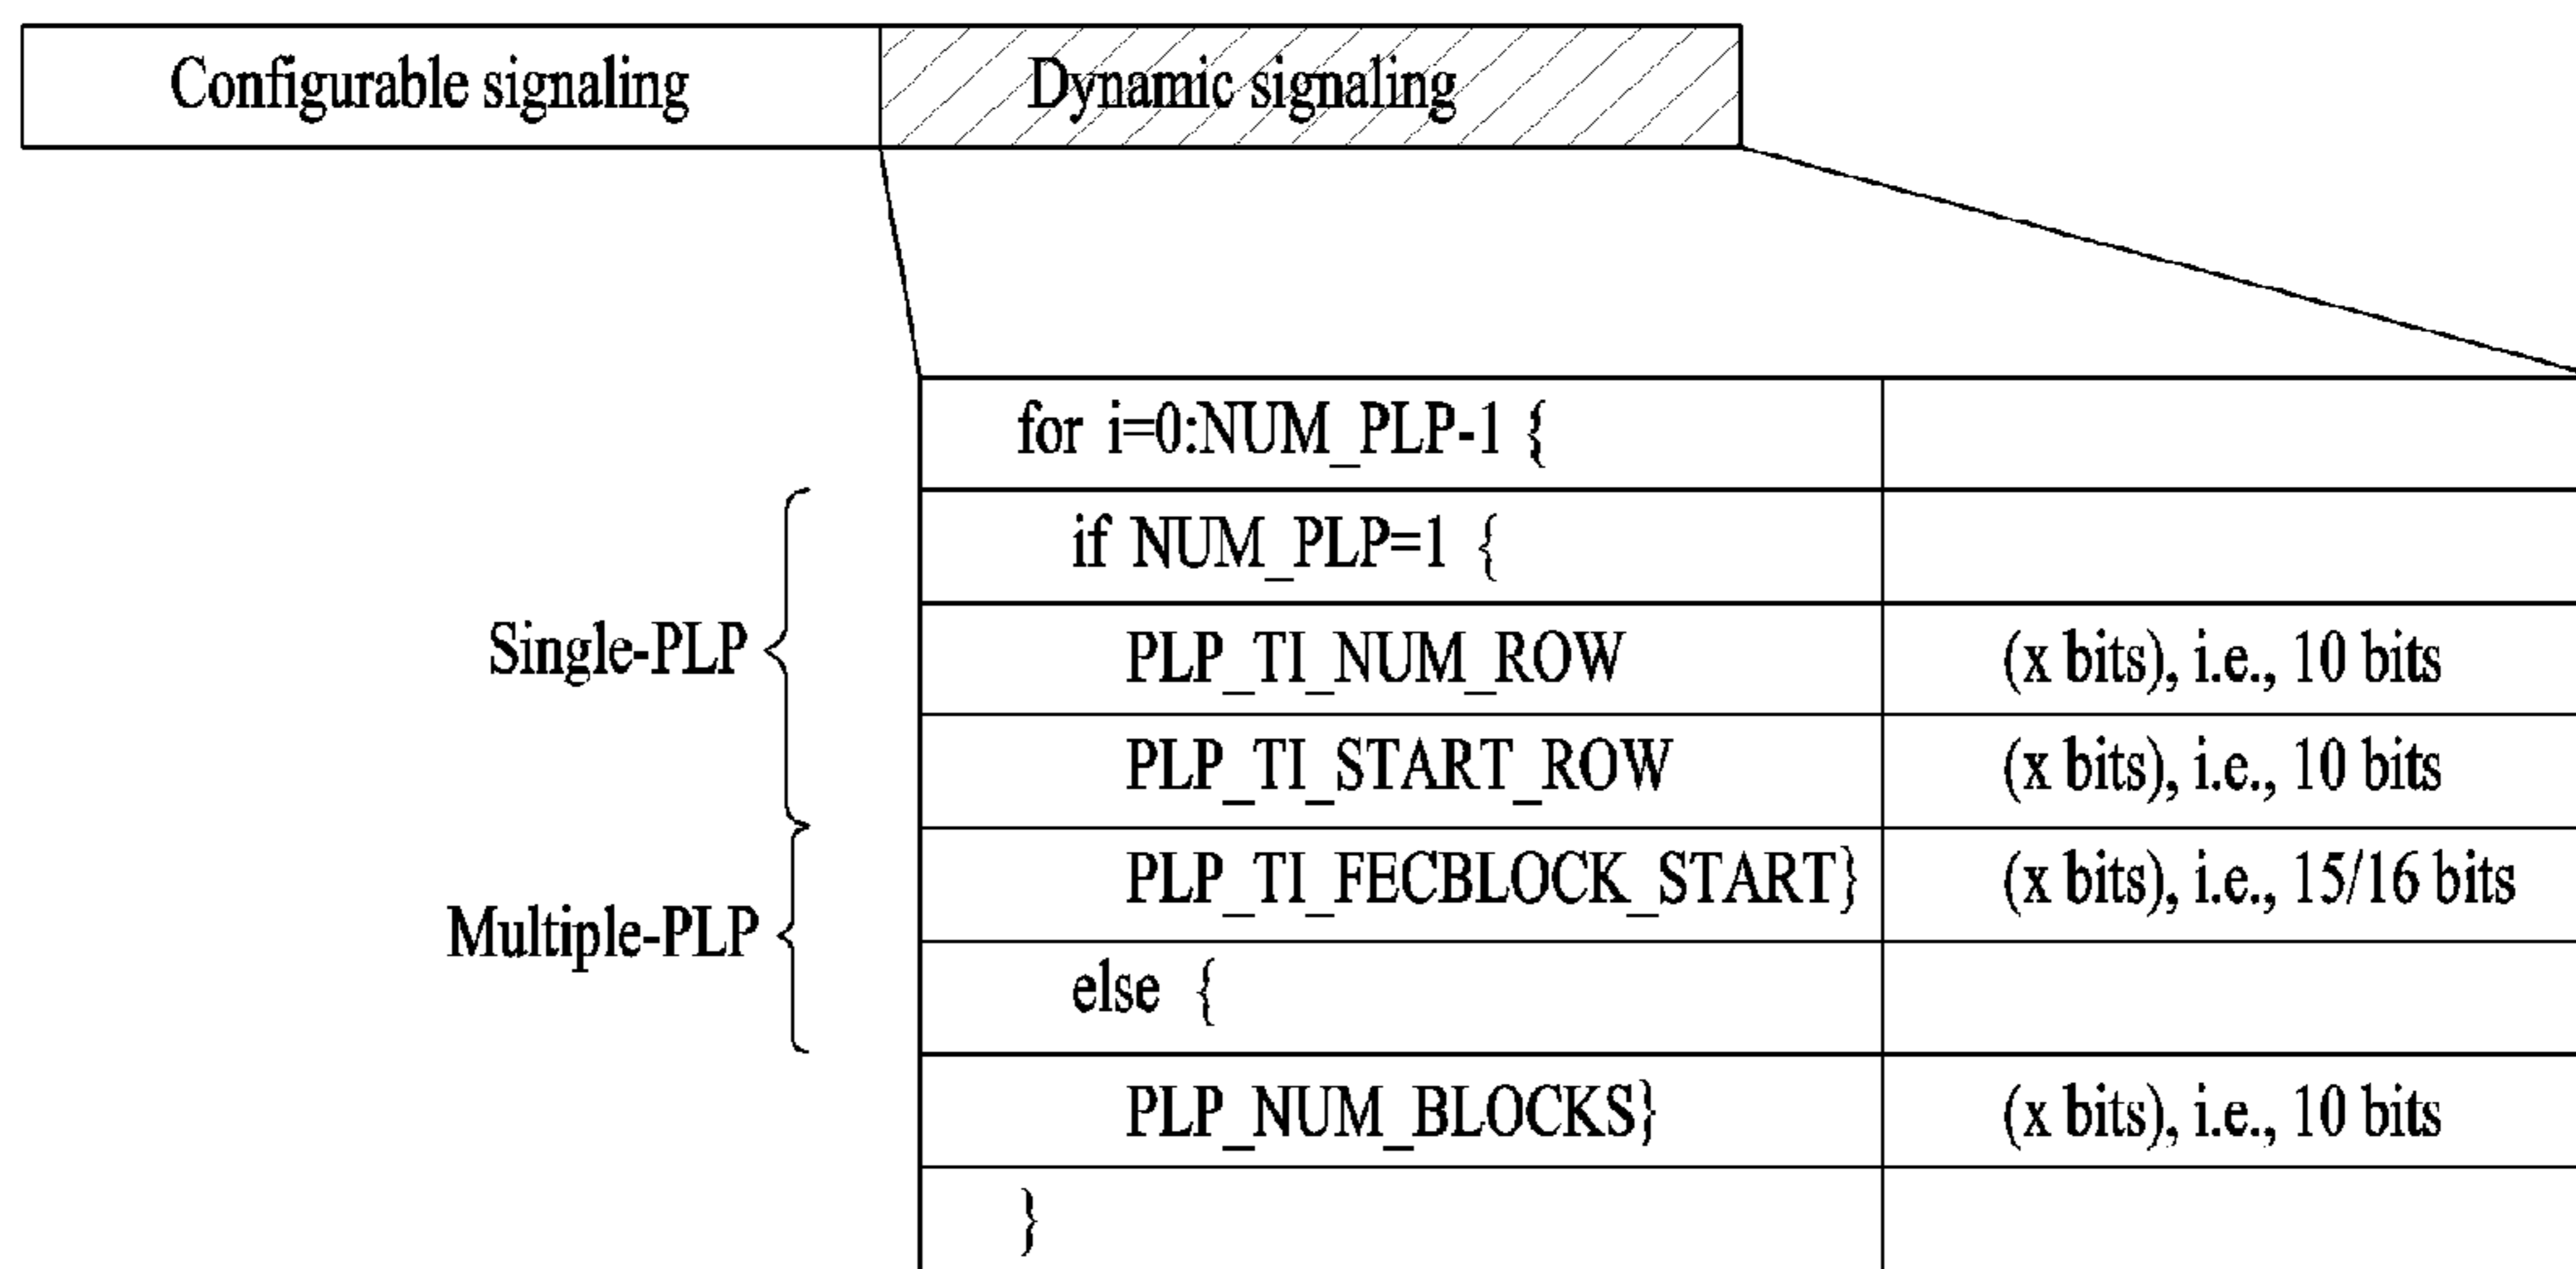 Configurable signaling Dynamic signaling
for i=0:NUM_PLP-1 {
if NUM_PLP=1 {
Single-PLP
PLP_TI_NUM_ROW (x bits), i.e., 10 bits
PLP_TI_START_ROW (x bits), i.e., 10 bits
PLP_TI_FECBLOCK_START} (x bits), i.e., 15/16 bits
Multiple-PLP
else {
PLP_NUM_BLOCKS} (x bits), i.e., 10 bits
}